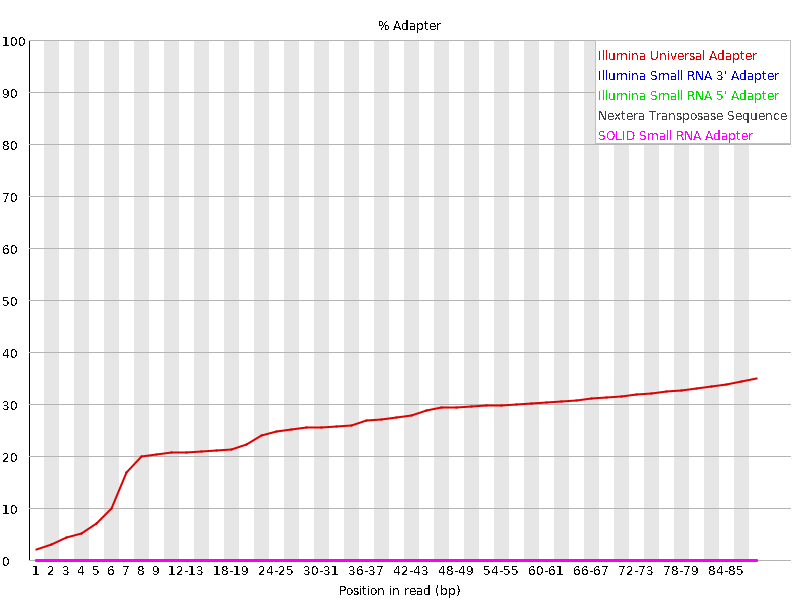 % Adapter
100
90
80
70
60
50
40
30
20
10
0
Illumina Universal Adapter
Illumina Small RNA 3' Adapter
Illumina Small RNA 5' Adapter
Nextera Transposase Sequence
SOLID Small RNA Adapter
1 2 3 4 5 6 7 8 9 12-13 18-19 24-25 30-31 36-37 42-43 48-49 54-55 60-61 66-67 72-73 78-79 84-85
Position in read (bp)